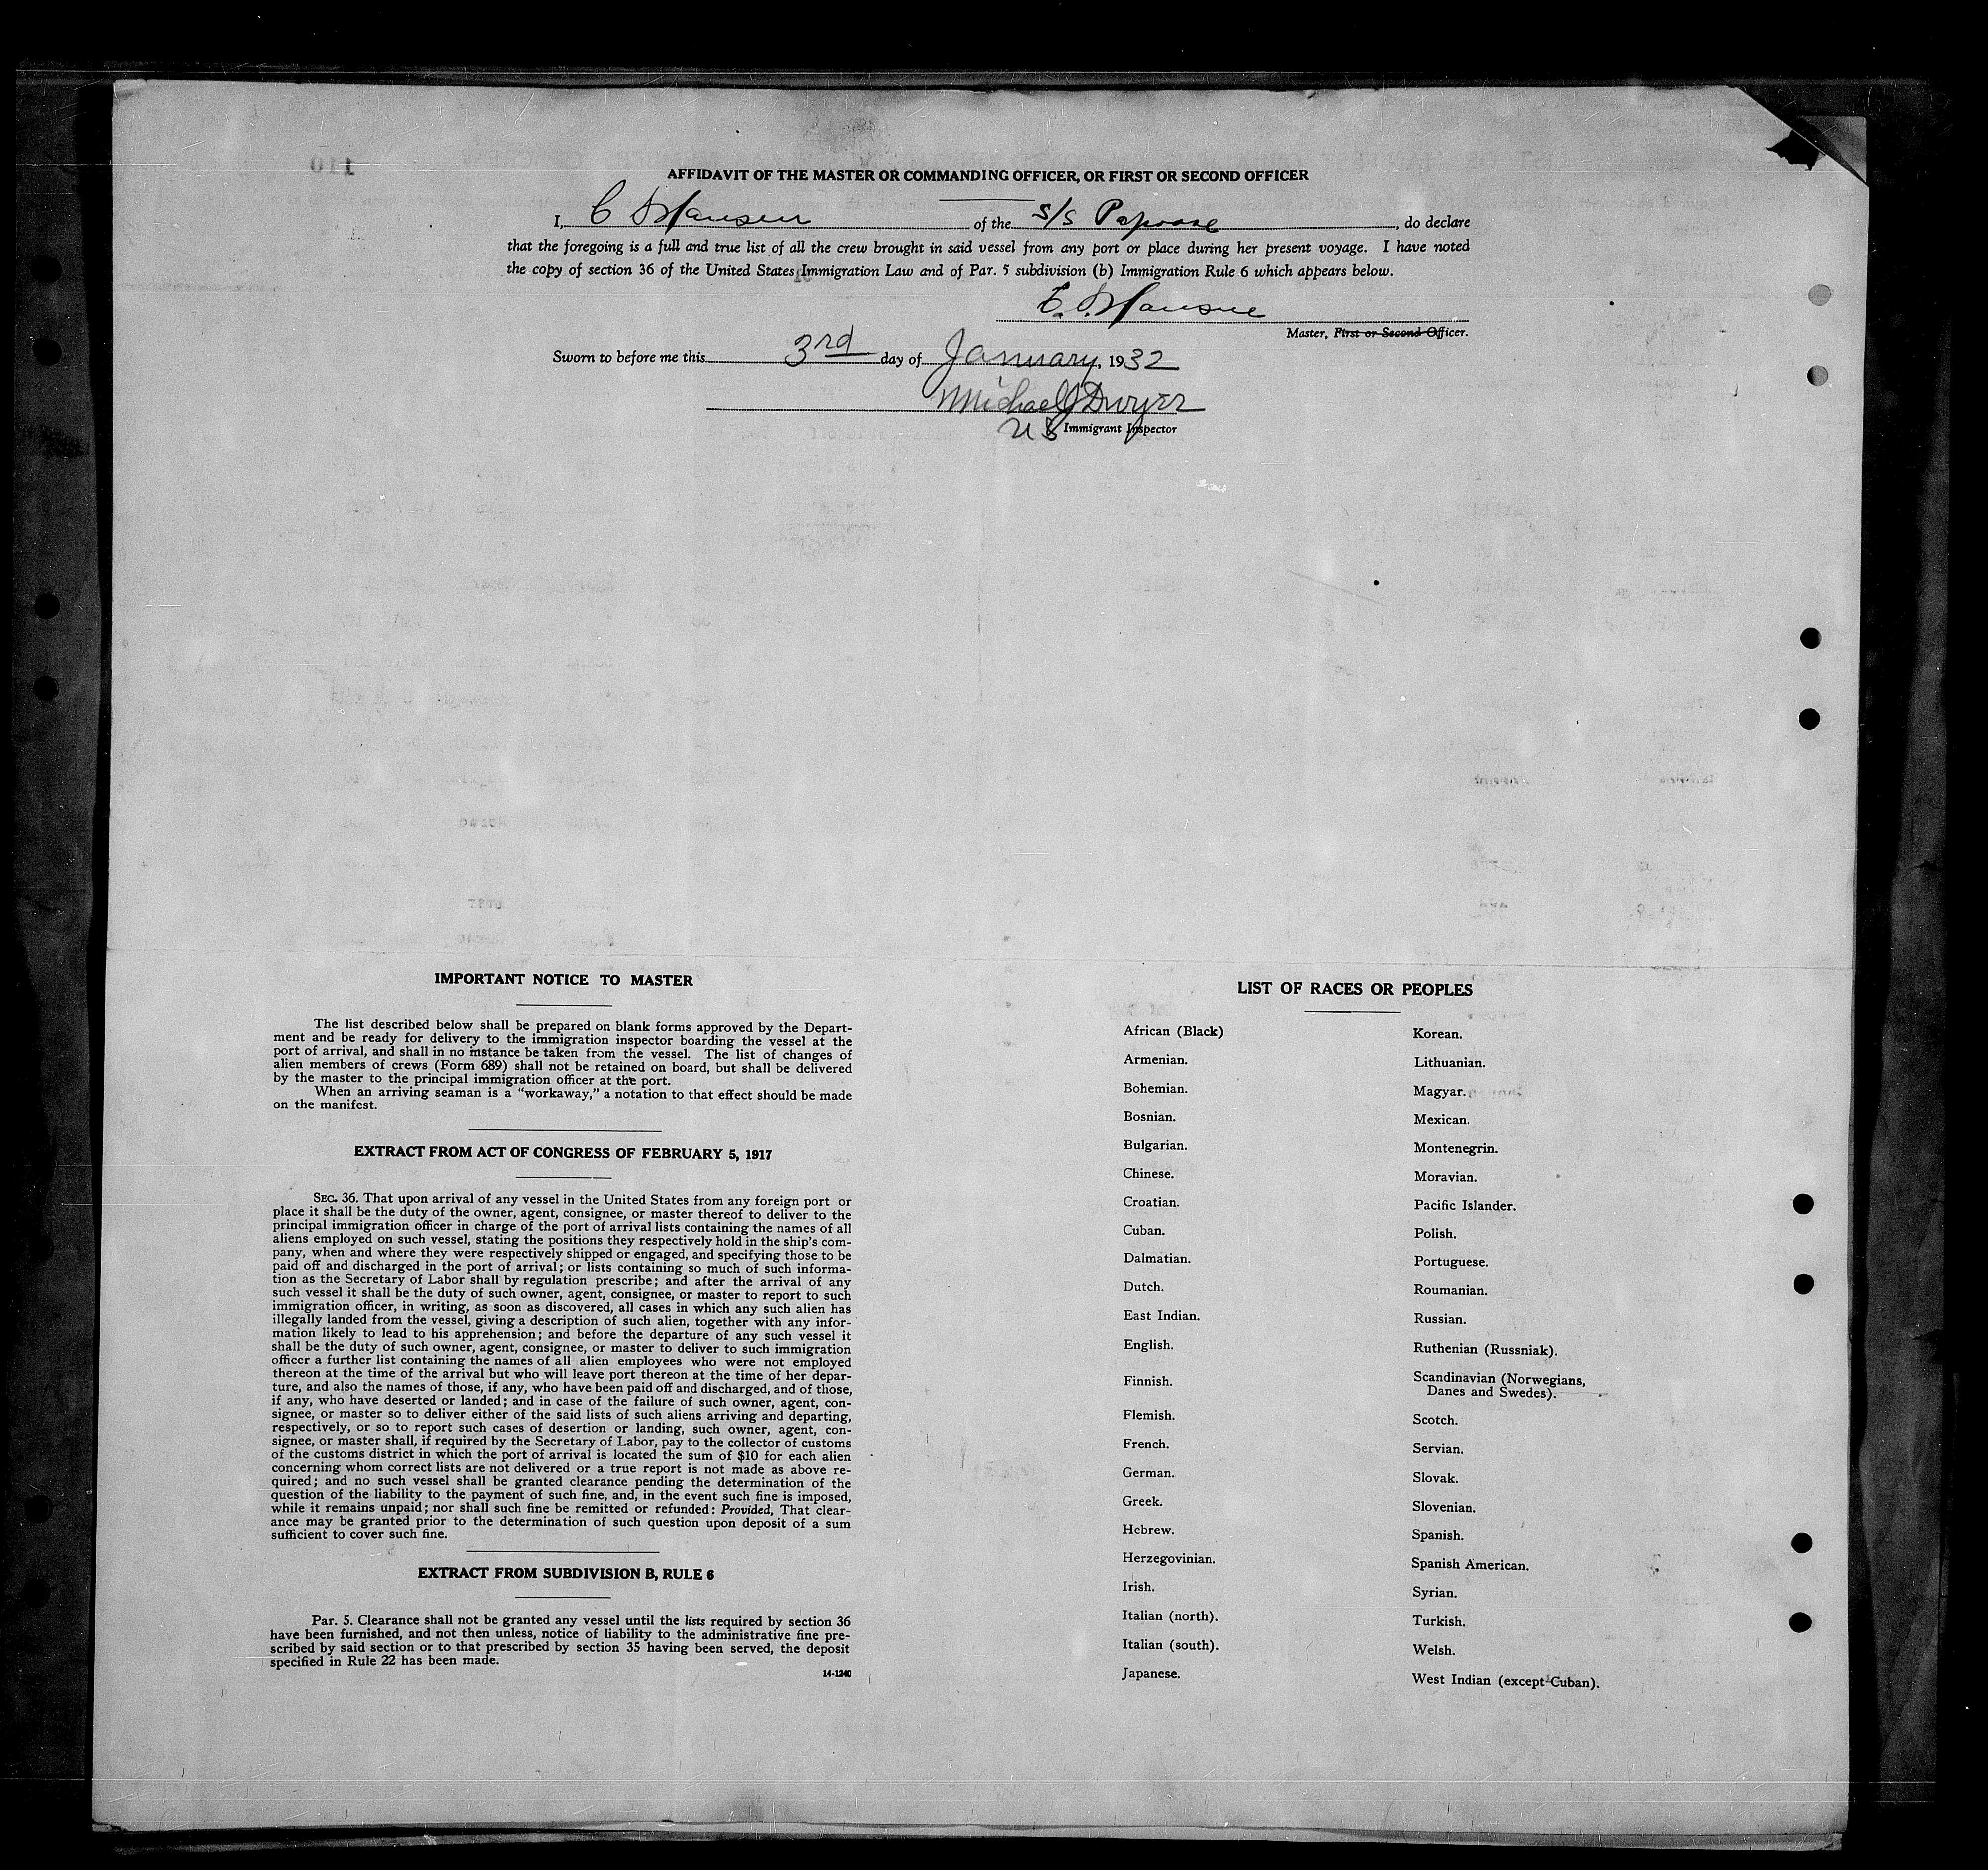 110
AFFIDAVIT OF THE MASTER OR COMMANDING OFFICER, OR FIRST OR SECOND OFFICER
I, C Hansen of the S/S Papoose, do declare
that the foregoing is a full and true list of all the crew brought in said vessel from any port or place during her present voyage. I have noted
the copy of section 36 of the United States Immigration Law and of Par. 5 subdivision (b) Immigration Rule 6 which appears below.
Master, First or Second Officer.
Sworn to before me this 3rd day of January, 1932
Michael J Dwyer
US Immigrant Inspector
IMPORTANT NOTICE TO MASTER
The list described below shall be prepared on blank forms approved by the Depart-
ment and be ready for delivery to the immigration inspector boarding the vessel at the
port of arrival, and shall in no instance be taken from the vessel. The list of changes of
alien members of crews (Form 689) shall not be retained on board, but shall be delivered
by the master to the principal immigration officer at the port.
When an arriving seaman is a "workaway," a notation to that effect should be made
on the manifest.
EXTRACT FROM ACT OF CONGRESS OF FEBRUARY 5, 1917
SEC. 36. That upon arrival of any vessel in the United States from any foreign port or
place it shall be the duty of the owner, agent, consignee, or master thereof to deliver to the
principal immigration officer in charge of the port of arrival lists containing the names of all
aliens employed on such vessel, stating the positions they respectively hold in the ship's com-
pany, when and where they were respectively shipped or engaged, and specifying those to be
paid off and discharged in the port of arrival; or lists containing so much of such informa-
tion as the Secretary of Labor shall by regulation prescribe; and after the arrival of any
such vessel it shall be the duty of such owner, agent, consignee, or master to report to such
immigration officer, in writing, as soon as discovered, all cases in which any such alien has
illegally landed from the vessel, giving a description of such alien, together with any infor-
mation likely to lead to his apprehension; and before the departure of any such vessel it
shall be the duty of such owner, agent, consignee, or master to deliver to such immigration
officer a further list containing the names of all alien employees who were not employed
thereon at the time of the arrival but who will leave port thereon at the time of her depar-
ture, and also the names of those, if any, who have been paid off and discharged, and of those,
if any, who have deserted or landed; and in case of the failure of such owner, agent, con-
signee, or master so to deliver either of the said lists of such aliens arriving and departing,
respectively, or so to report such cases of desertion or landing, such owner, agent, con-
signee, or master shall, if required by the Secretary of Labor, pay to the collector of customs
of the customs district in which the port of arrival is located the sum of $10 for each alien
concerning whom correct lists are not delivered or a true report is not made as above re-
quired; and no such vessel shall be granted clearance pending the determination of the
question of the liability to the payment of such fine, and, in the event such fine is imposed,
while it remains unpaid; nor shall such fine be remitted or refunded: Provided, That clear-
ance may be granted prior to the determination of such question upon deposit of a sum
sufficient to cover such fine.
EXTRACT FROM SUBDIVISION B, RULE 6
Par. 5. Clearance shall not be granted any vessel until the lists required by section 36
have been furnished, and not then unless, notice of liability to the administrative fine pre-
scribed by said section or to that prescribed by section 35 having been served, the deposit
specified in Rule 22 has been made.
14-1240
LIST OF RACES OR PEOPLES
African (Black)
Armenian.
Bohemian.
Bosnian.
Bulgarian.
Chinese.
Croatian.
Cuban.
Dalmatian.
Dutch.
East Indian.
English.
Finnish.
Flemish.
French.
German.
Greek.
Hebrew.
Herzegovinian.
Irish.
Italian (north).
Italian (south).
Japanese.
Korean.
Lithuanian.
Magyar.
Mexican.
Montenegrin.
Moravian.
Pacific Islander.
Polish.
Portuguese.
Roumanian.
Russian.
Ruthenian (Russniak).
Scandinavian (Norwegians,
Danes and Swedes).
Scotch.
Servian.
Slovak.
Slovenian.
Spanish.
Spanish American.
Syrian.
Turkish.
Welsh.
West Indian (except Cuban).